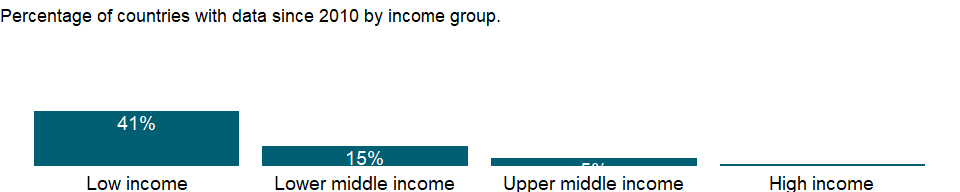 Percentage of countries with data since 2010 by income group.
41%
15%
Low income
Lower middle income
Upper middle income
High income